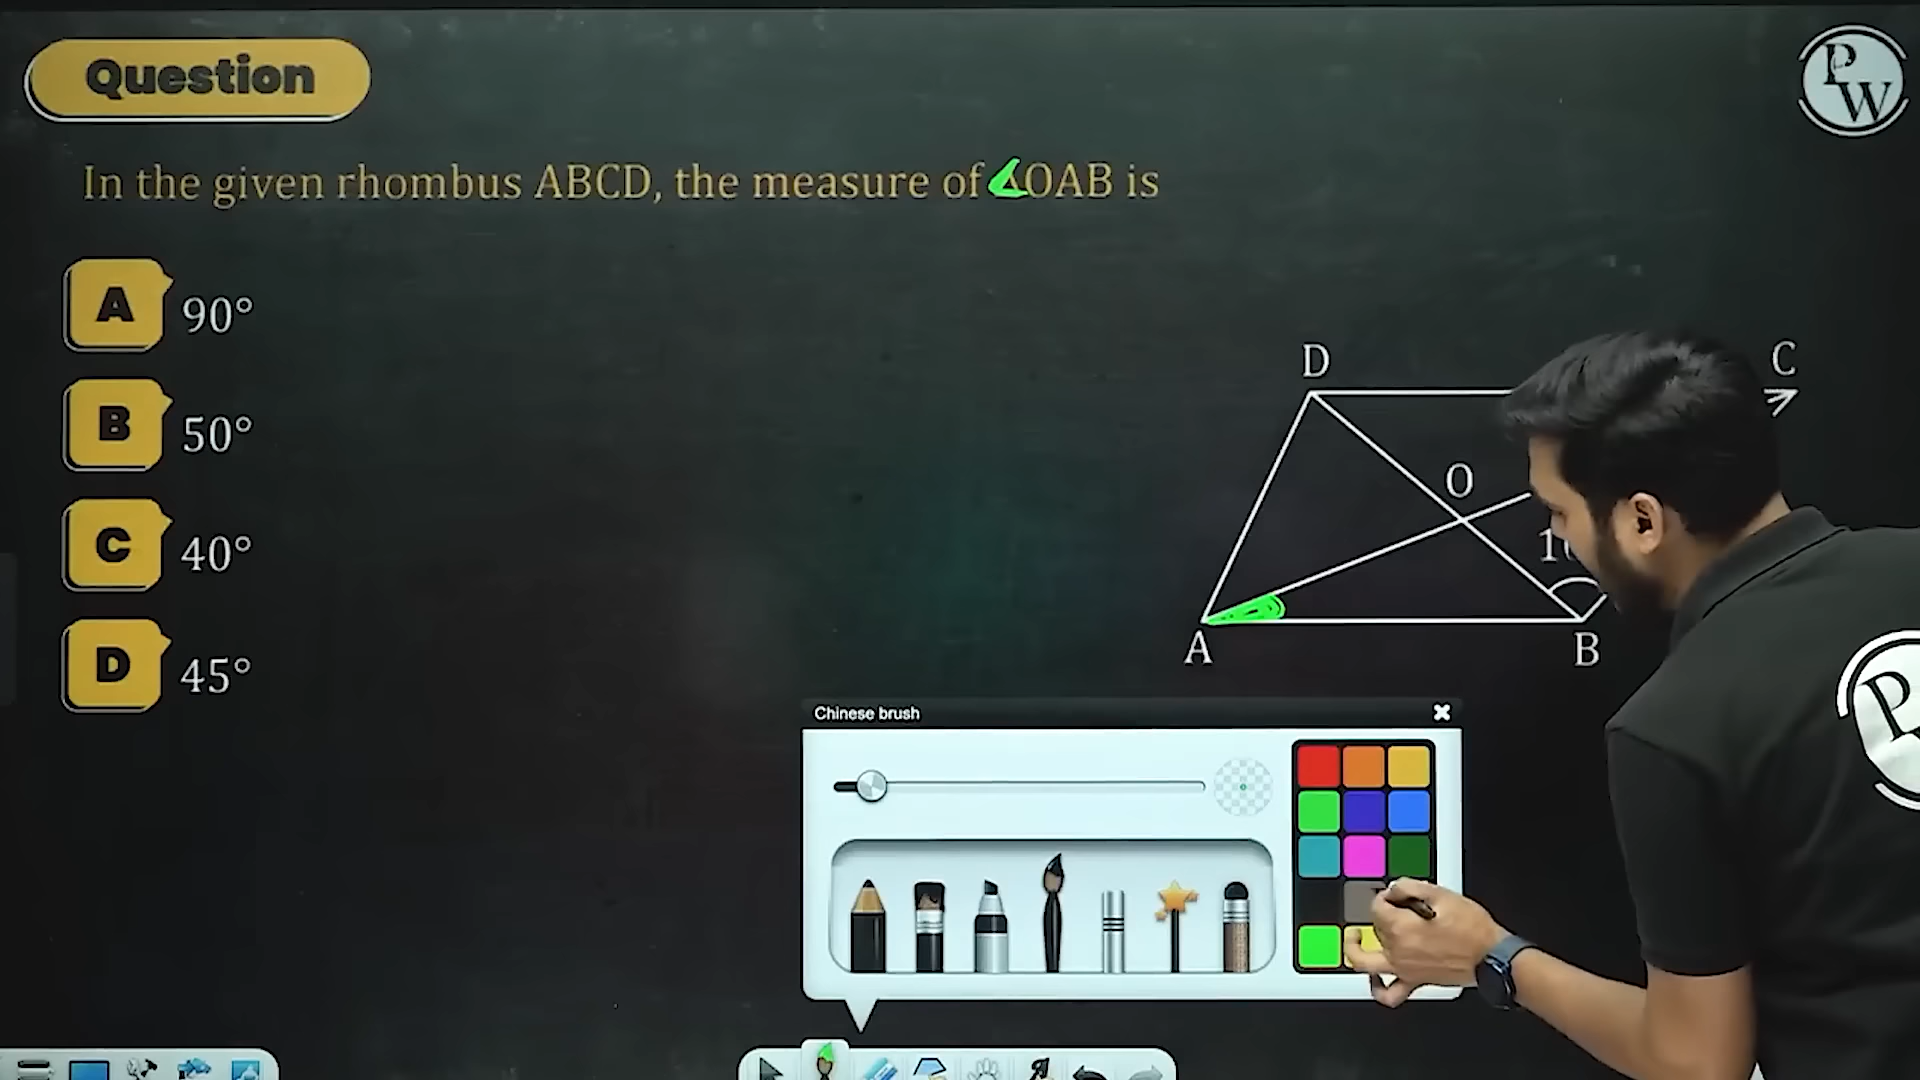 Question
P
W
In the given rhombus ABCD, the measure of ∠OAB is
A 90°
B 50°
C 40°
D 45°
D
C
O
A
B
Chinese brush
P